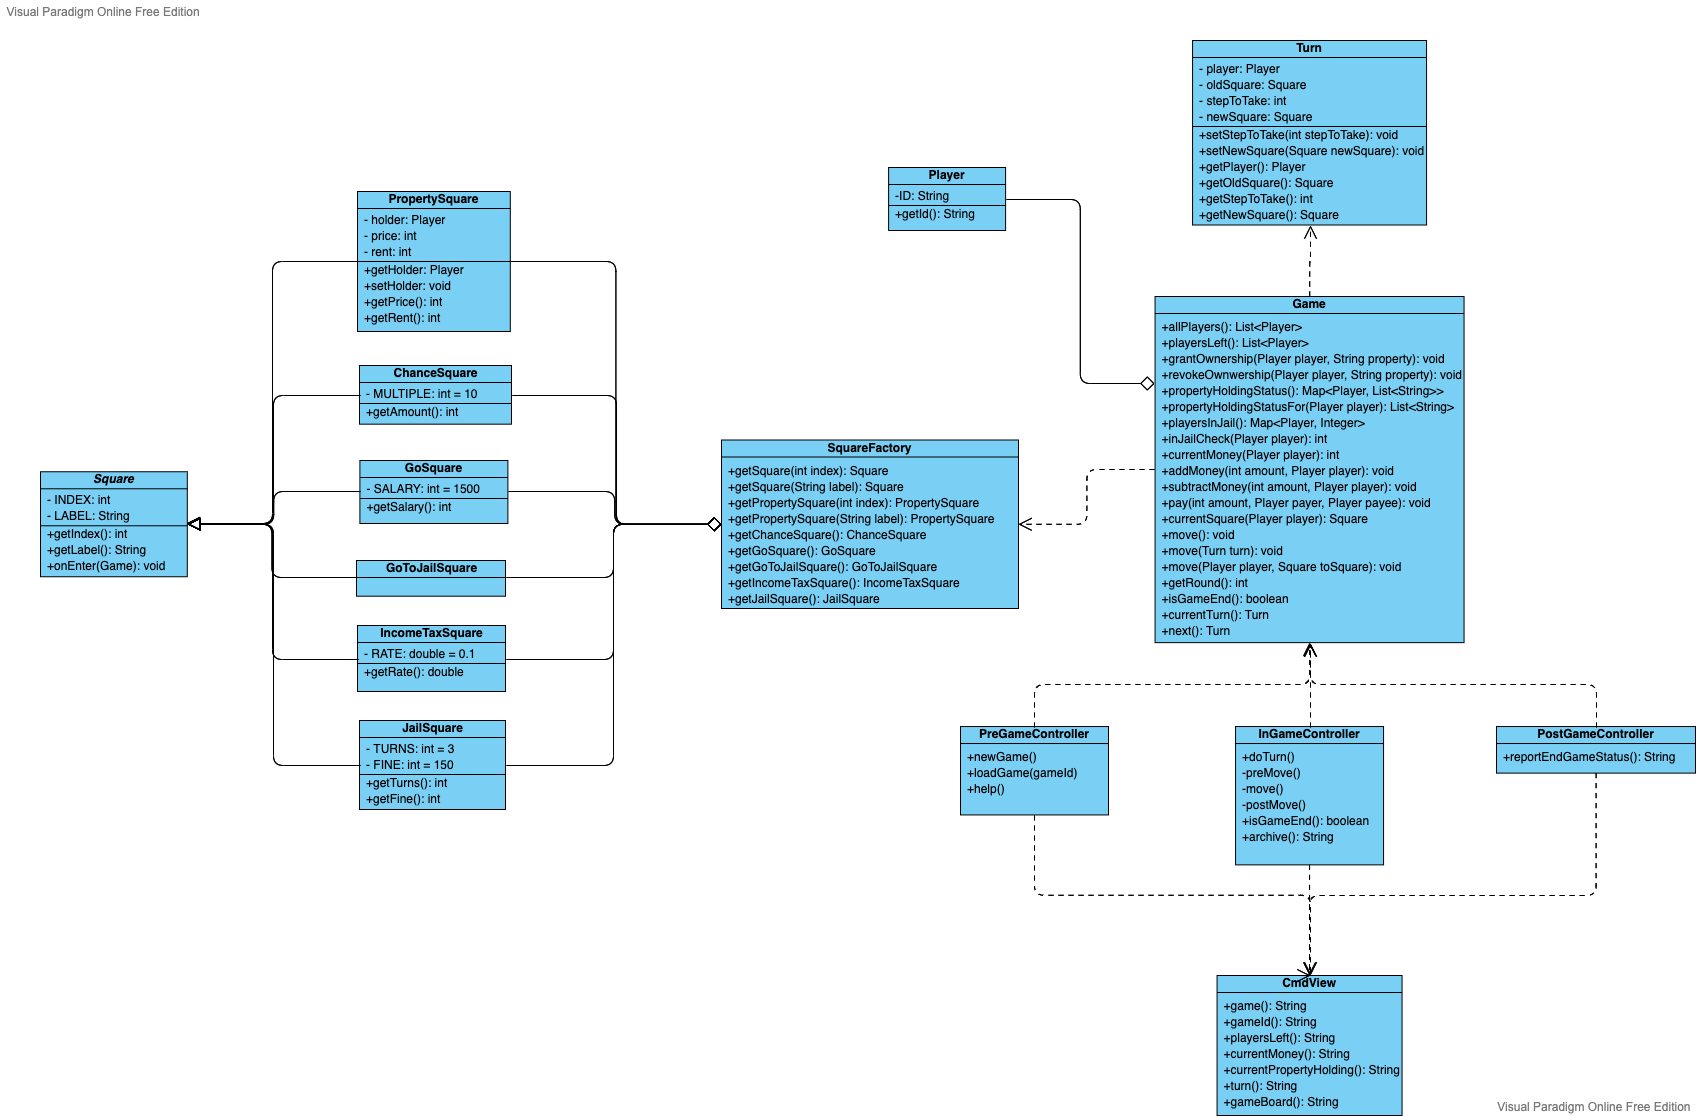 Visual Paradigm Online Free Edition
Turn
- player: Player
- oldSquare: Square
- stepToTake: int
- newSquare: Square
+setStepToTake(int stepToTake): void
+setNewSquare(Square newSquare): void
+getPlayer(): Player
+getOldSquare(): Square
+getStepToTake(): int
+getNewSquare(): Square
Player
-ID: String
+getId(): String
PropertySquare
- holder: Player
- price: int
- rent: int
+getHolder: Player
+setHolder: void
+getPrice(): int
+getRent(): int
ChanceSquare
- MULTIPLE: int = 10
+getAmount(): int
GoSquare
- SALARY: int = 1500
+getSalary(): int
GoToJailSquare
IncomeTaxSquare
- RATE: double = 0.1
+getRate(): double
JailSquare
- TURNS: int = 3
- FINE: int = 150
+getTurns(): int
+getFine(): int
Square
- INDEX: int
- LABEL: String
+getIndex(): int
+getLabel(): String
+onEnter(Game): void
SquareFactory
+getSquare(int index): Square
+getSquare(String label): Square
+getPropertySquare(int index): PropertySquare
+getPropertySquare(String label): PropertySquare
+getChanceSquare(): ChanceSquare
+getGoSquare(): GoSquare
+getGoToJailSquare(): GoToJailSquare
+getIncomeTaxSquare(): IncomeTaxSquare
+getJailSquare(): JailSquare
Game
+allPlayers(): List<Player>
+playersLeft(): List<Player>
+grantOwnership(Player player, String property): void
+revokeOwnwership(Player player, String property): void
+propertyHoldingStatus(): Map<Player, List<String>>
+propertyHoldingStatusFor(Player player): List<String>
+playersInJail(): Map<Player, Integer>
+inJailCheck(Player player): int
+currentMoney(Player player): int
+addMoney(int amount, Player player): void
+subtractMoney(int amount, Player player): void
+pay(int amount, Player payer, Player payee): void
+currentSquare(Player player): Square
+move(): void
+move(Turn turn): void
+move(Player player, Square toSquare): void
+getRound(): int
+isGameEnd(): boolean
+currentTurn(): Turn
+next(): Turn
PreGameController
+newGame()
+loadGame(gameId)
+help()
InGameController
+doTurn()
-preMove()
-move()
-postMove()
+isGameEnd(): boolean
+archive(): String
PostGameController
+reportEndGameStatus(): String
CmdView
+game(): String
+gameId(): String
+playersLeft(): String
+currentMoney(): String
+currentPropertyHolding(): String
+turn(): String
+gameBoard(): String
Visual Paradigm Online Free Edition